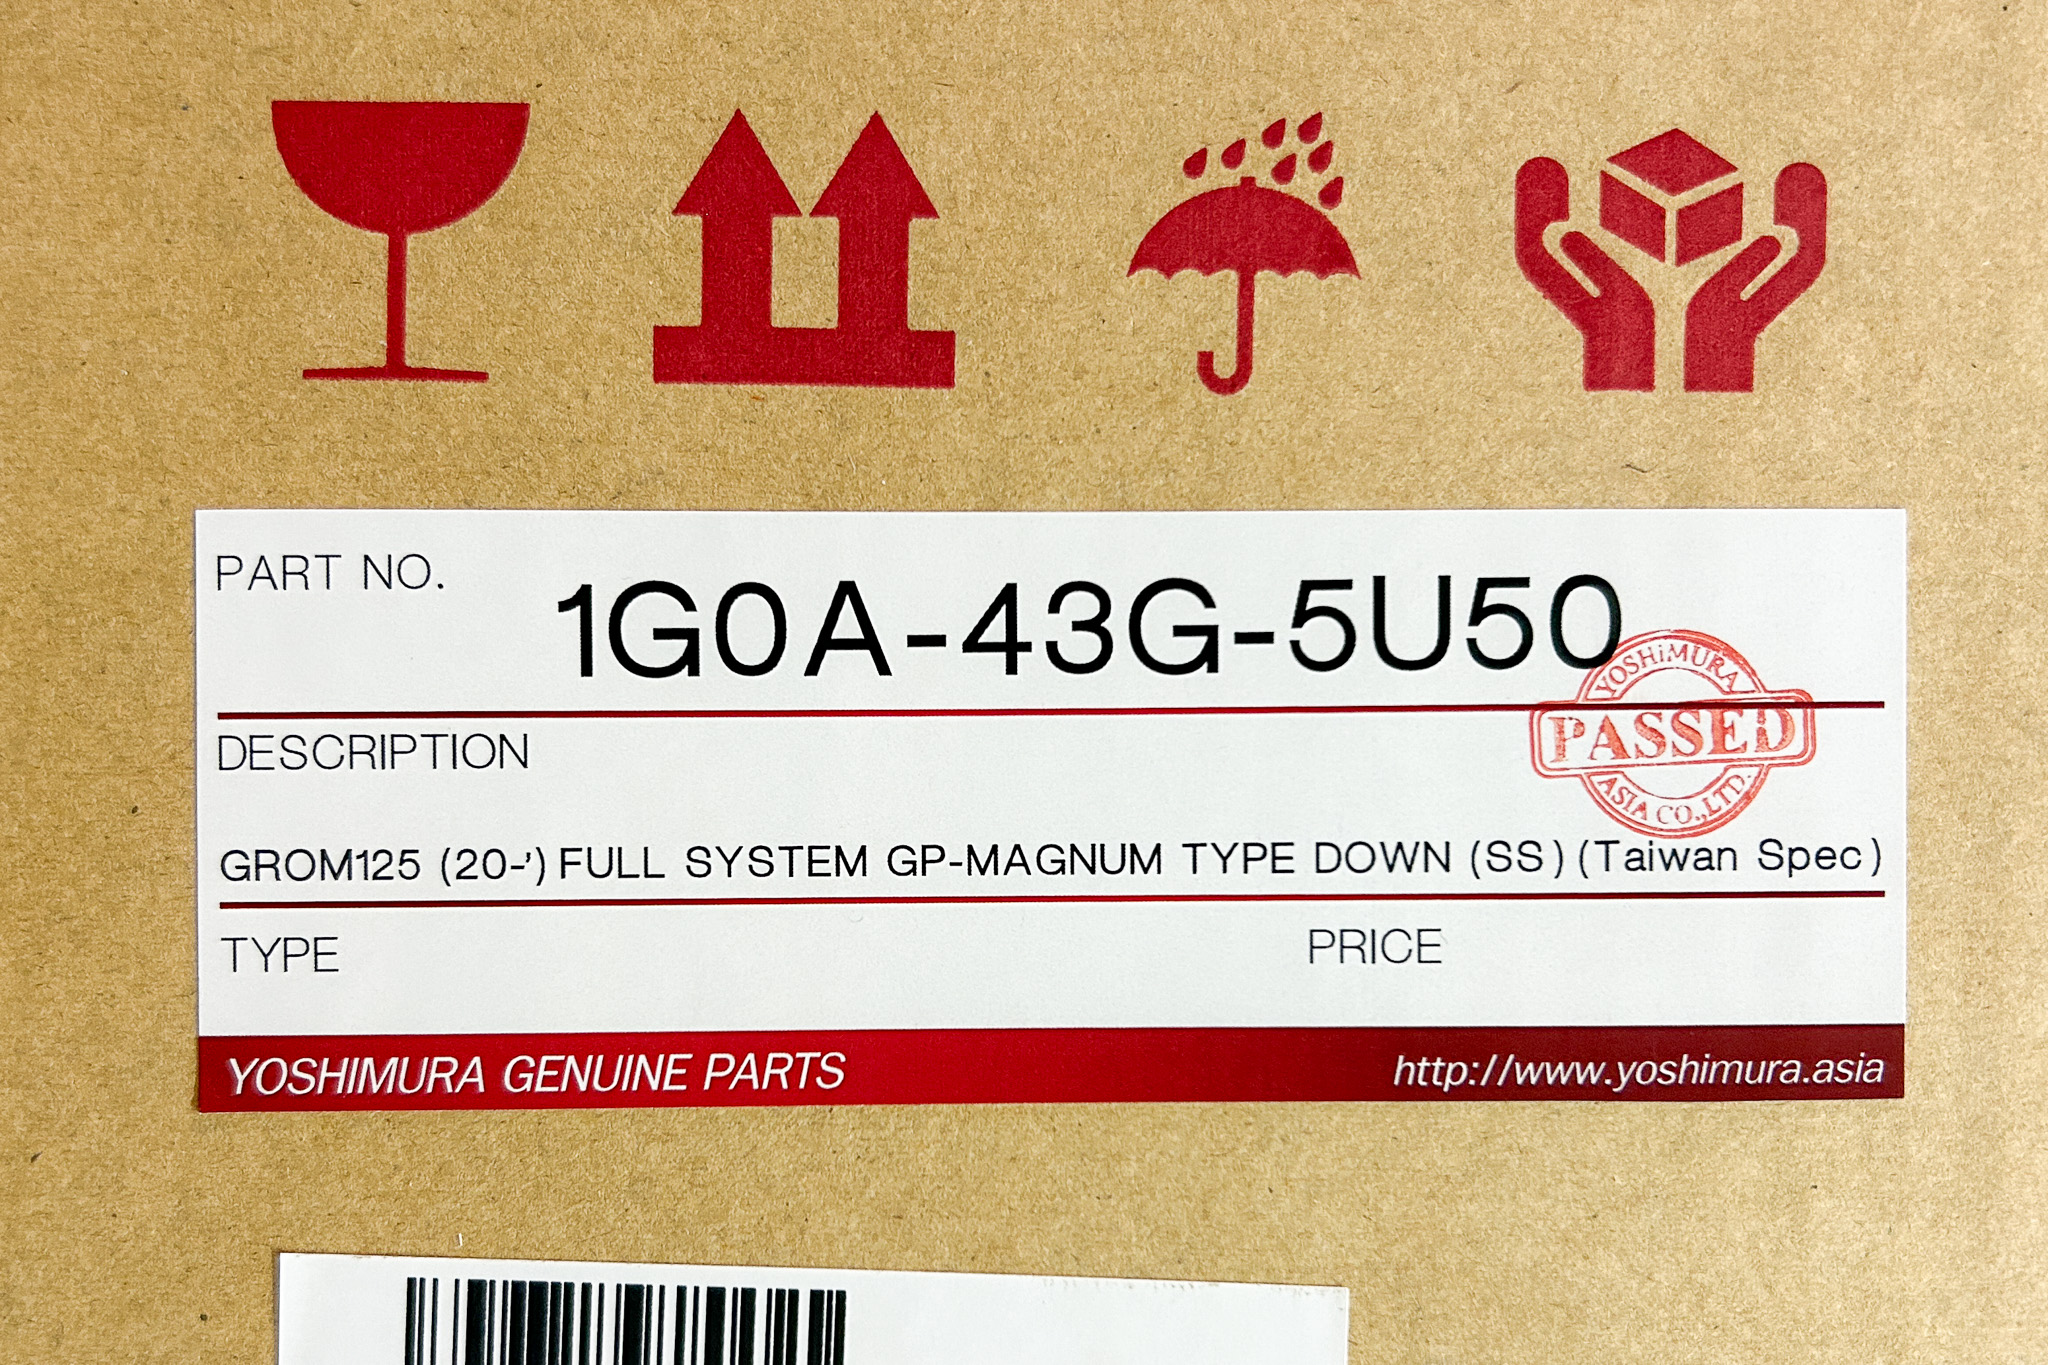 PART NO.
1G0A-43G-5U50
YOSHiMURA
PASSED
ASIA CO.,LTD.
DESCRIPTION
GROM125 (20-') FULL SYSTEM GP-MAGNUM TYPE DOWN (SS) (Taiwan Spec)
TYPE PRICE
YOSHIMURA GENUINE PARTS http://www.yoshimura.asia